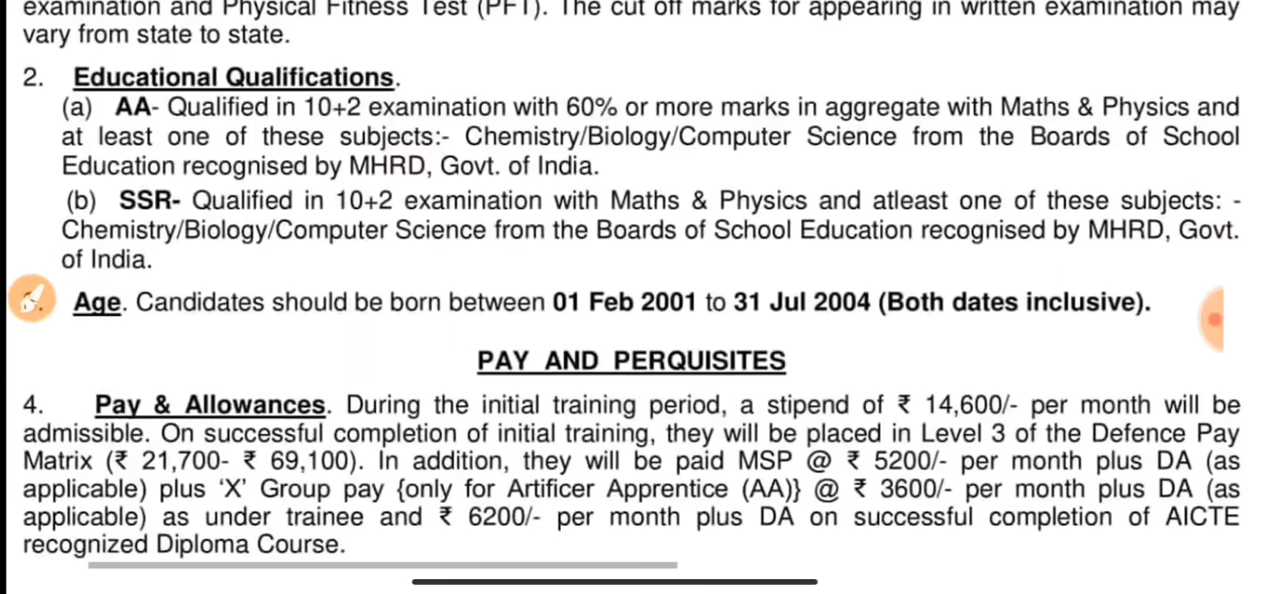 examination and Physical Fitness Test (PFT). The cut off marks for appearing in written examination may
vary from state to state.
2. Educational Qualifications.
(a) AA- Qualified in 10+2 examination with 60% or more marks in aggregate with Maths & Physics and
at least one of these subjects:- Chemistry/Biology/Computer Science from the Boards of School
Education recognised by MHRD, Govt. of India.
(b) SSR- Qualified in 10+2 examination with Maths & Physics and atleast one of these subjects: -
Chemistry/Biology/Computer Science from the Boards of School Education recognised by MHRD, Govt.
of India.
Age. Candidates should be born between 01 Feb 2001 to 31 Jul 2004 (Both dates inclusive).
PAY AND PERQUISITES
4. Pay & Allowances. During the initial training period, a stipend of ₹ 14,600/- per month will be
admissible. On successful completion of initial training, they will be placed in Level 3 of the Defence Pay
Matrix (₹ 21,700- ₹ 69,100). In addition, they will be paid MSP @ ₹ 5200/- per month plus DA (as
applicable) plus ‘X’ Group pay {only for Artificer Apprentice (AA)} @ ₹ 3600/- per month plus DA (as
applicable) as under trainee and ₹ 6200/- per month plus DA on successful completion of AICTE
recognized Diploma Course.